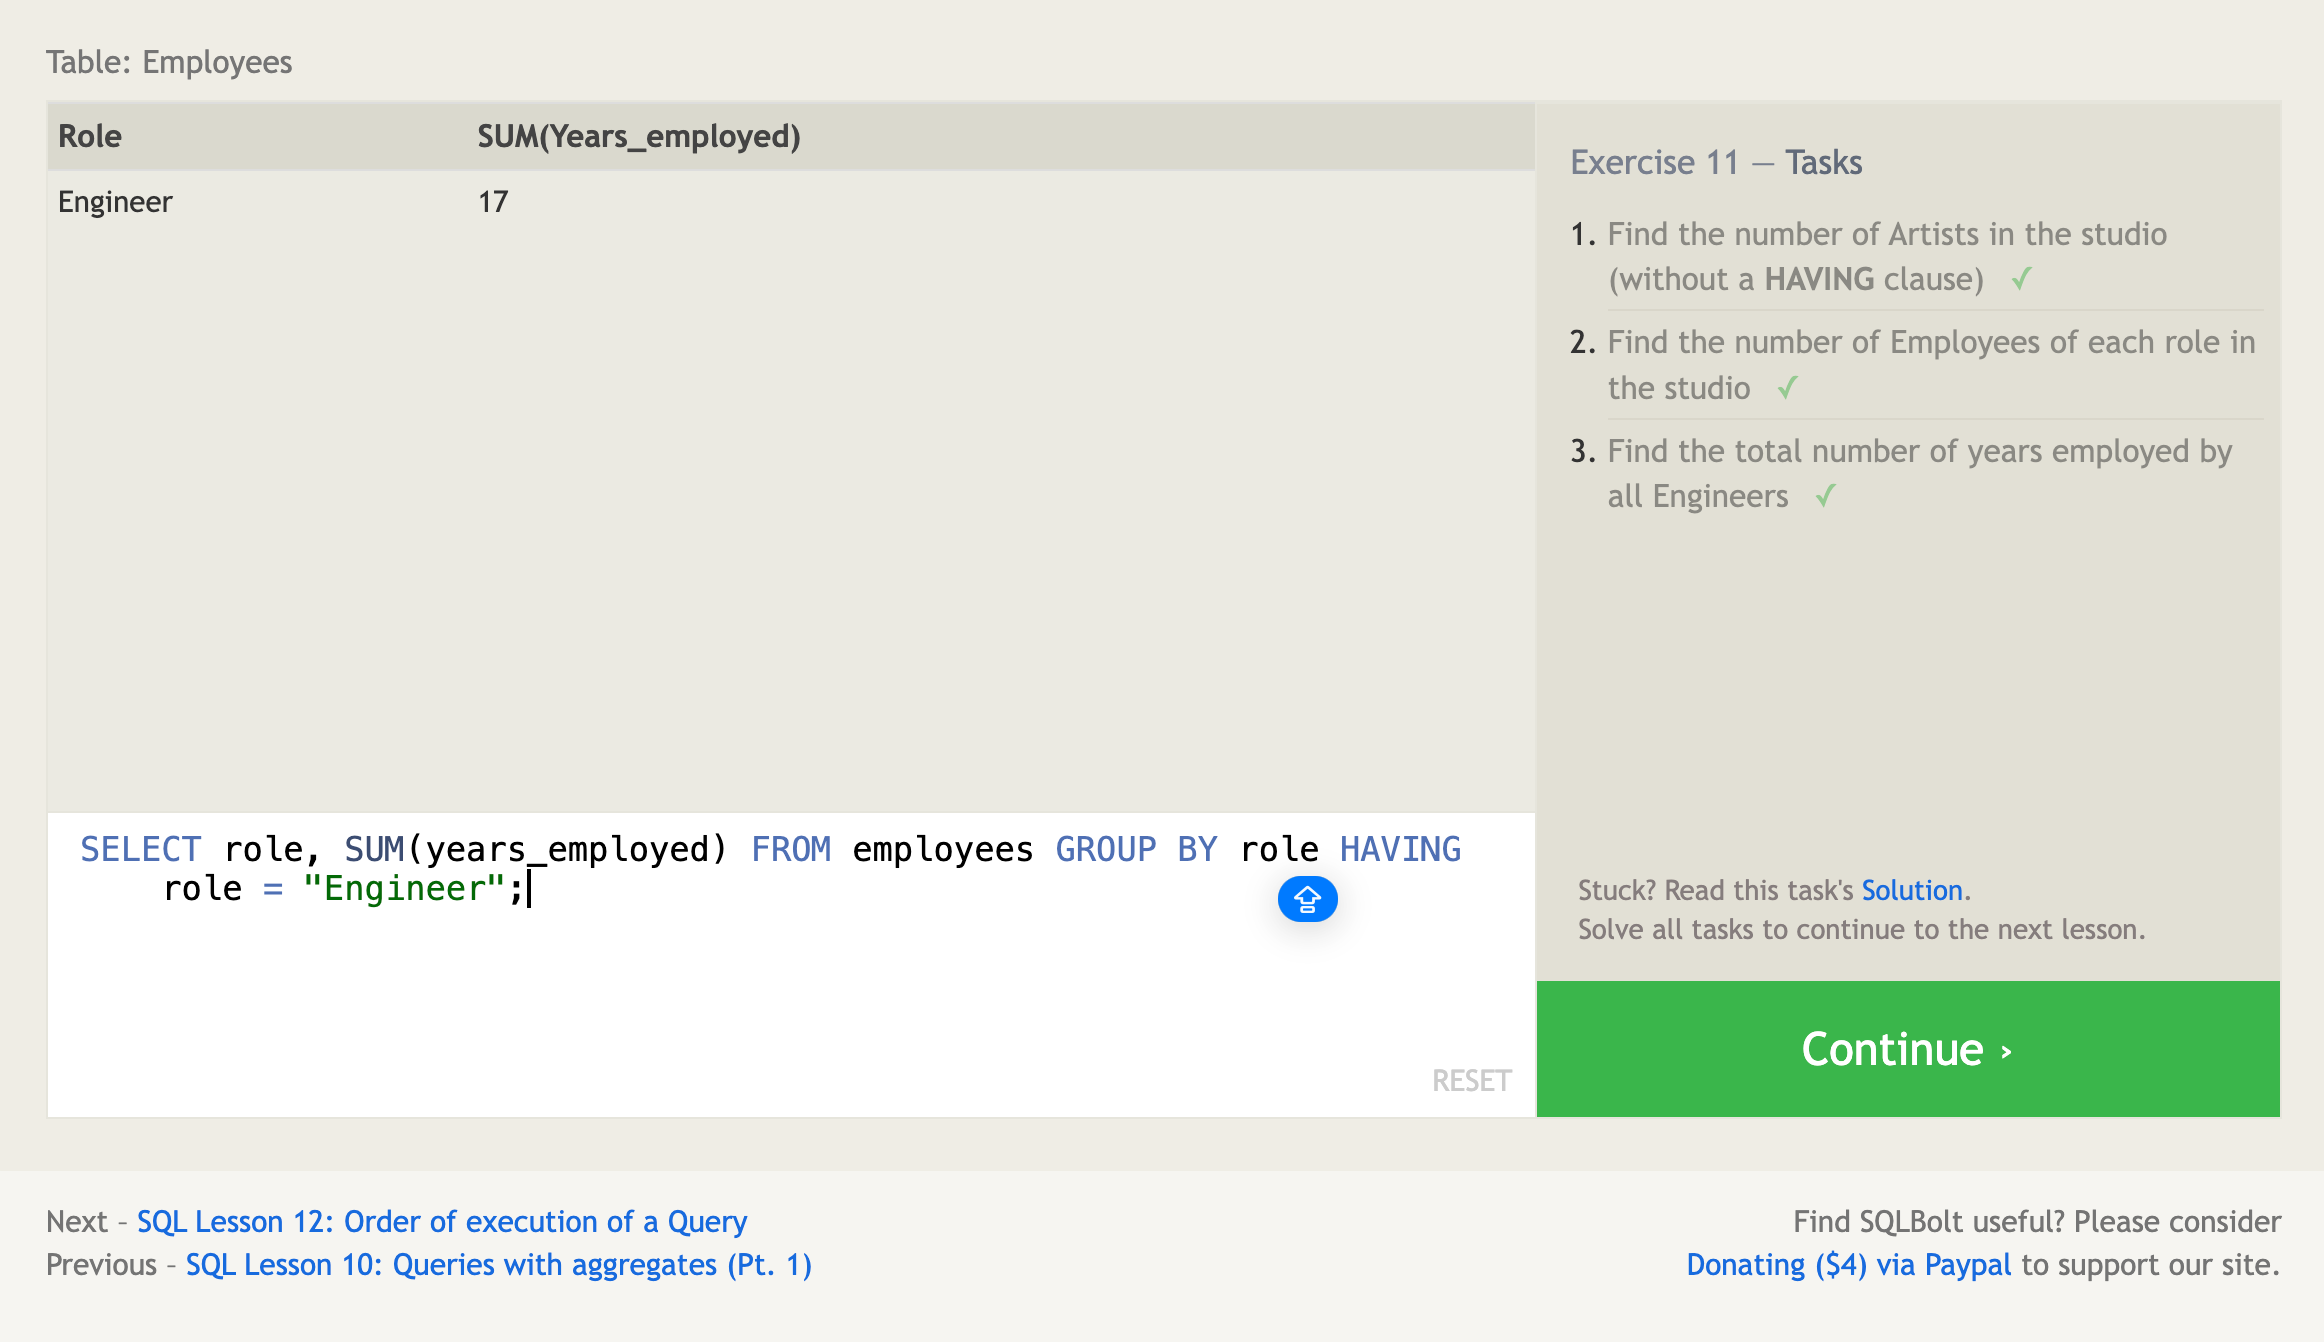 Table: Employees
Role SUM(Years_employed)
Engineer 17
SELECT role, SUM(years_employed) FROM employees GROUP BY role HAVING
role = "Engineer";
RESET
Exercise 11 — Tasks
1. Find the number of Artists in the studio
(without a HAVING clause) ✓
2. Find the number of Employees of each role in
the studio ✓
3. Find the total number of years employed by
all Engineers ✓
Stuck? Read this task's Solution.
Solve all tasks to continue to the next lesson.
Continue ›
Next – SQL Lesson 12: Order of execution of a Query
Previous – SQL Lesson 10: Queries with aggregates (Pt. 1)
Find SQLBolt useful? Please consider
Donating ($4) via Paypal to support our site.